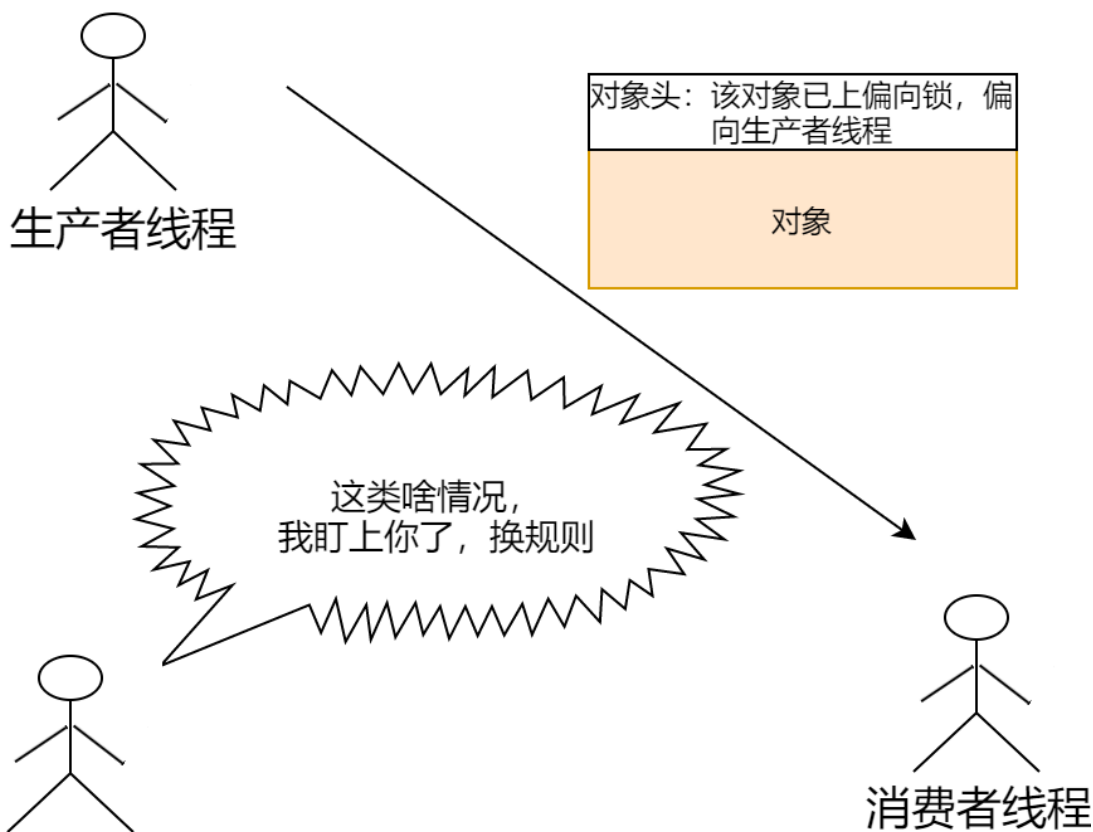 对象头：该对象已上偏向锁，偏
向生产者线程
对象
生产者线程
这类啥情况，
我盯上你了，换规则
消费者线程